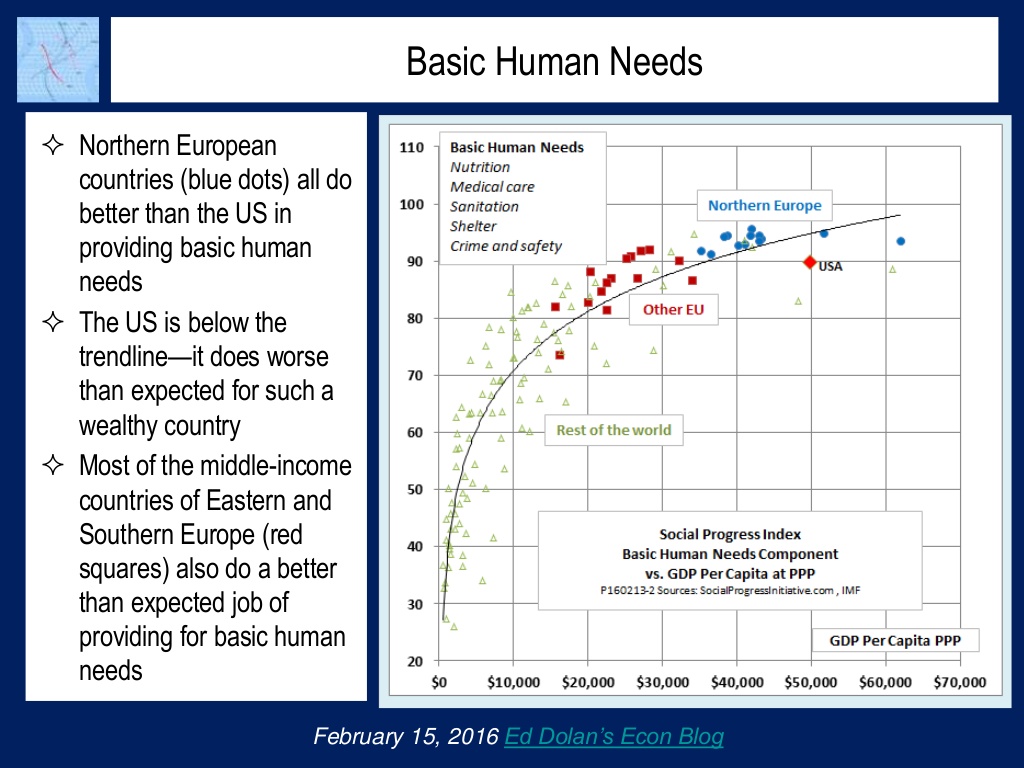 Basic Human Needs
✧ Northern European
countries (blue dots) all do
better than the US in
providing basic human
needs
✧ The US is below the
trendline—it does worse
than expected for such a
wealthy country
✧ Most of the middle-income
countries of Eastern and
Southern Europe (red
squares) also do a better
than expected job of
providing for basic human
needs
Basic Human Needs
Nutrition
Medical care
Sanitation
Shelter
Crime and safety
110
100
90
80
70
60
50
40
30
20
Northern Europe
USA
Other EU
Rest of the world
Social Progress Index
Basic Human Needs Component
vs. GDP Per Capita at PPP
P160213-2 Sources: SocialProgressInitiative.com , IMF
GDP Per Capita PPP
$0 $10,000 $20,000 $30,000 $40,000 $50,000 $60,000 $70,000
February 15, 2016 Ed Dolan’s Econ Blog